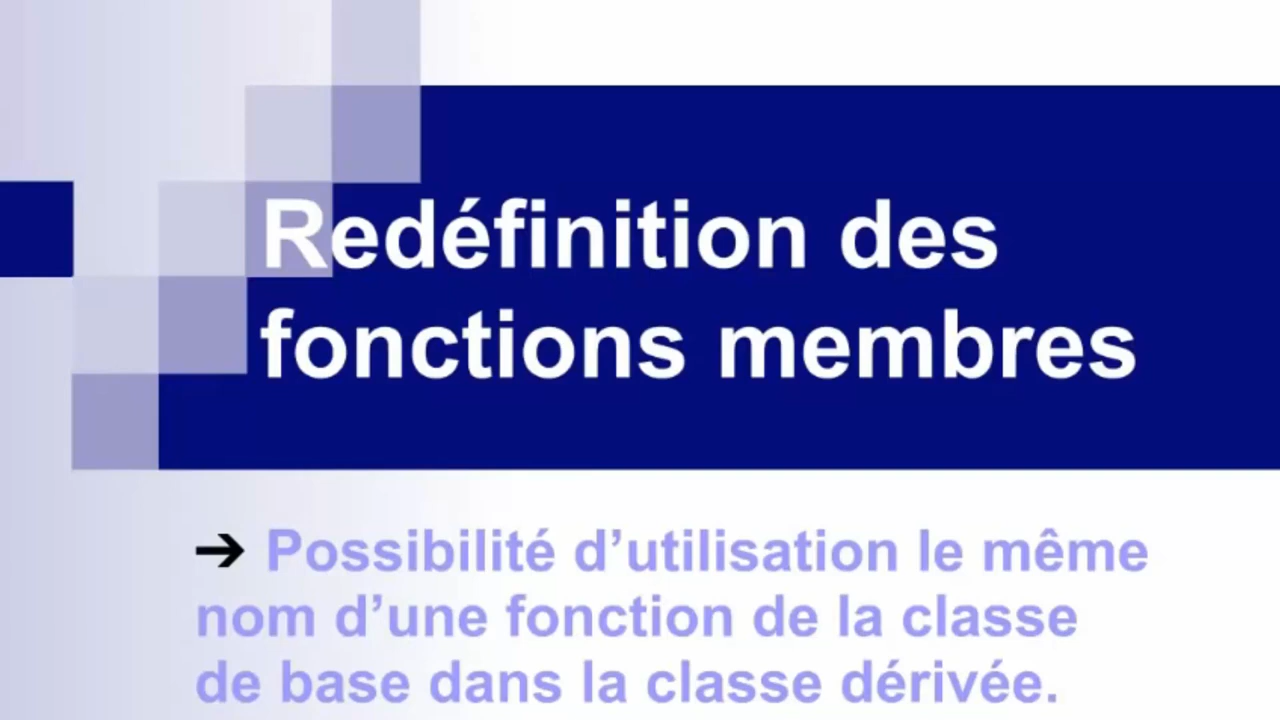 Redéfinition des
fonctions membres
➔ Possibilité d’utilisation le même
nom d’une fonction de la classe
de base dans la classe dérivée.